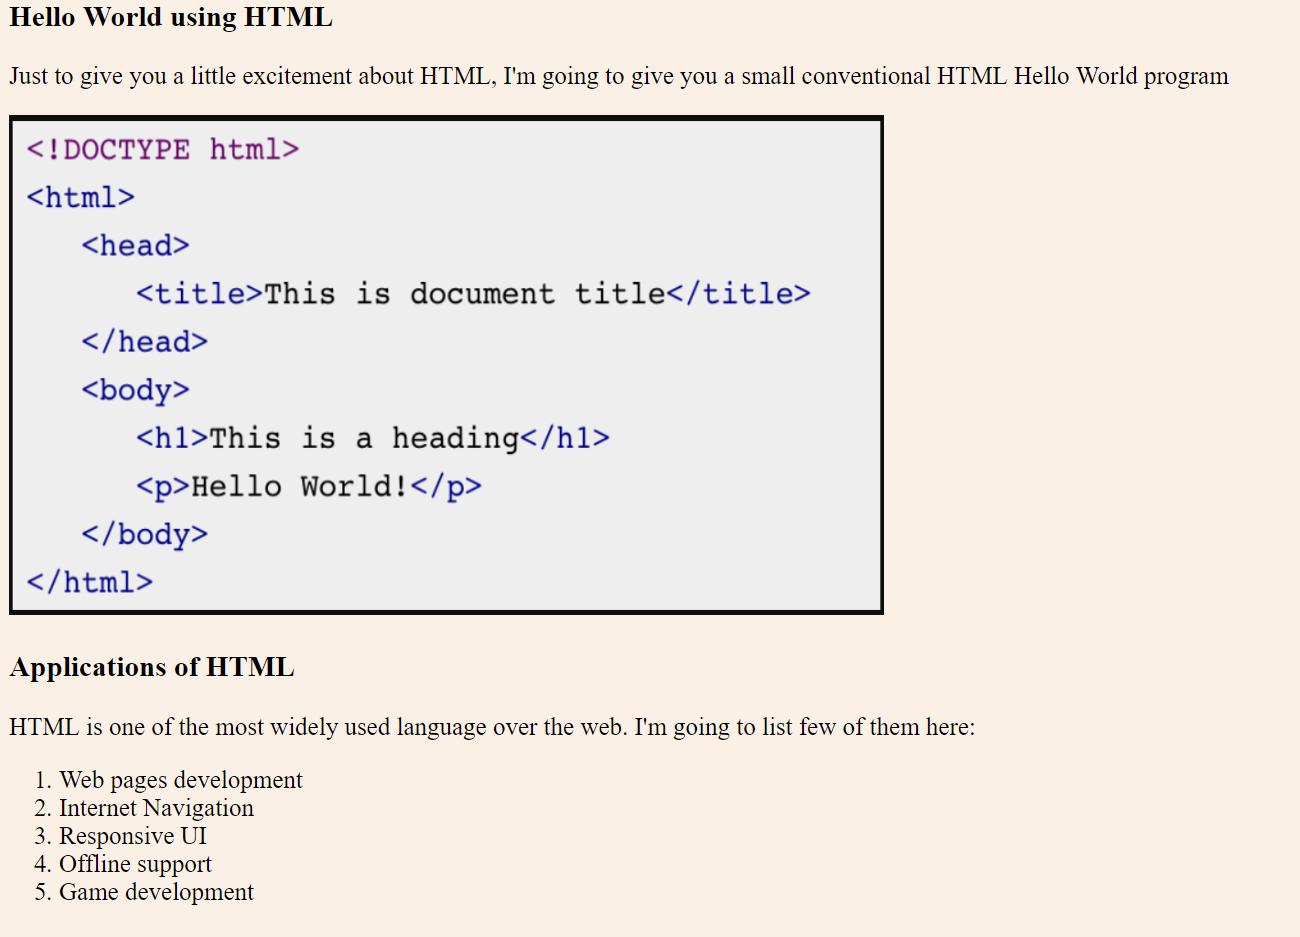 Hello World using HTML
Just to give you a little excitement about HTML, I'm going to give you a small conventional HTML Hello World program
<!DOCTYPE html>
<html>
   <head>
      <title>This is document title</title>
   </head>
   <body>
      <h1>This is a heading</h1>
      <p>Hello World!</p>
   </body>
</html>
Applications of HTML
HTML is one of the most widely used language over the web. I'm going to list few of them here:
1. Web pages development
2. Internet Navigation
3. Responsive UI
4. Offline support
5. Game development